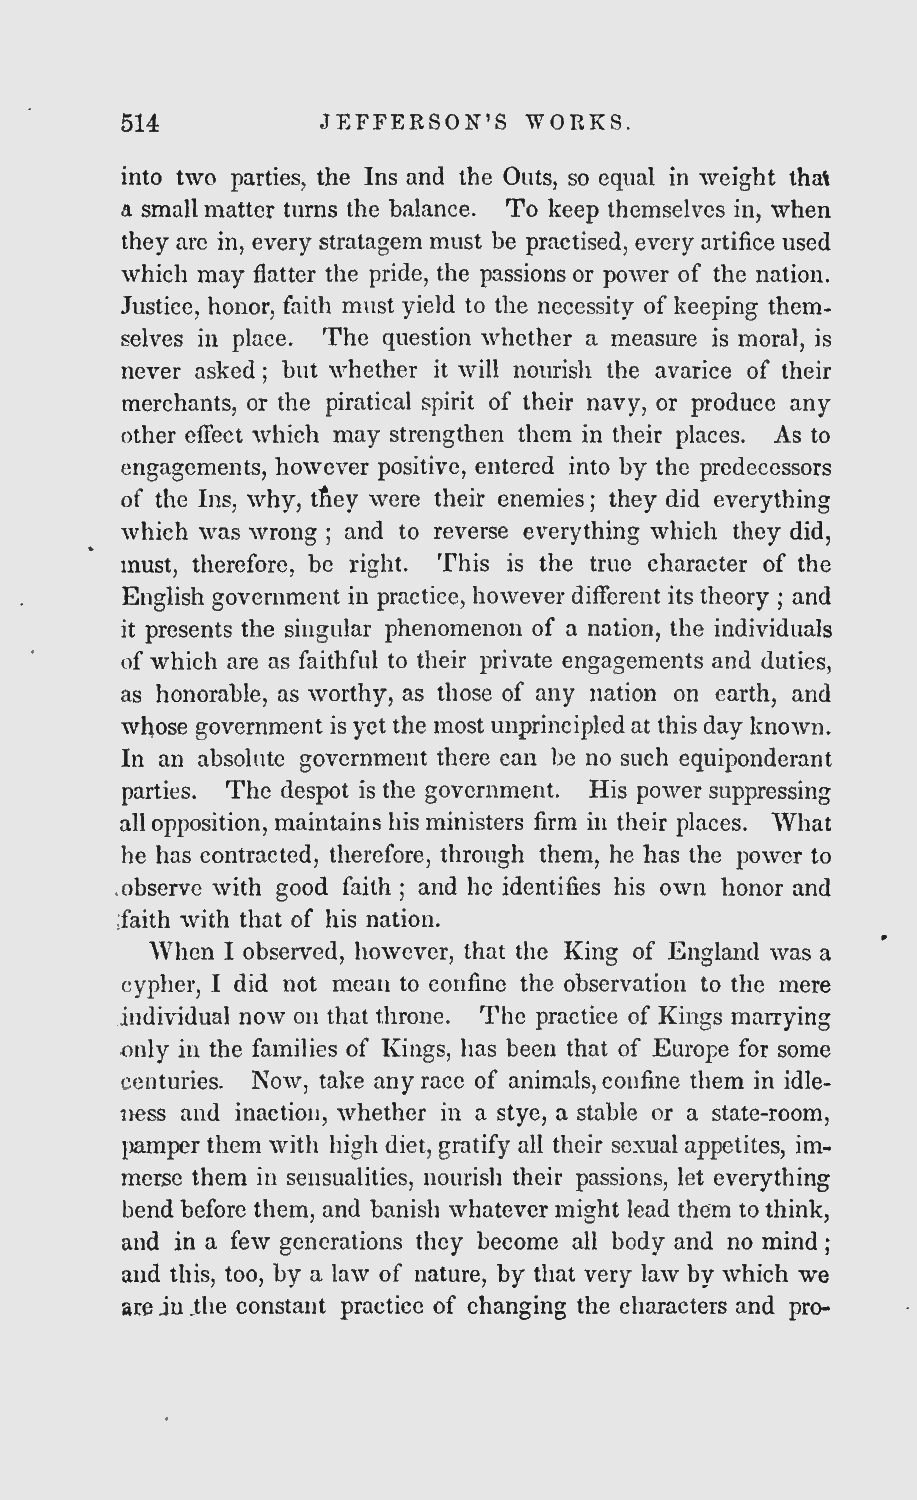 514 JEFFERSON'S WORKS.
into two parties, the Ins and the Outs, so equal in weight that
a small matter turns the balance. To keep themselves in, when
they are in, every stratagem must be practised, every artifice used
which may flatter the pride, the passions or power of the nation.
Justice, honor, faith must yield to the necessity of keeping them-
selves in place. The question whether a measure is moral, is
never asked; but whether it will nourish the avarice of their
merchants, or the piratical spirit of their navy, or produce any
other effect which may strengthen them in their places. As to
engagements, however positive, entered into by the predecessors
of the Ins, why, they were their enemies; they did everything
which was wrong; and to reverse everything which they did,
must, therefore, be right. This is the true character of the
English government in practice, however different its theory; and
it presents the singular phenomenon of a nation, the individuals
of which are as faithful to their private engagements and duties,
as honorable, as worthy, as those of any nation on earth, and
whose government is yet the most unprincipled at this day known.
In an absolute government there can be no such equiponderant
parties. The despot is the government. His power suppressing
all opposition, maintains his ministers firm in their places. What
he has contracted, therefore, through them, he has the power to
observe with good faith; and he identifies his own honor and
faith with that of his nation.
When I observed, however, that the King of England was a
cypher, I did not mean to confine the observation to the mere
individual now on that throne. The practice of Kings marrying
only in the families of Kings, has been that of Europe for some
centuries. Now, take any race of animals, confine them in idle-
ness and inaction, whether in a stye, a stable or a state-room,
pamper them with high diet, gratify all their sexual appetites, im-
merse them in sensualities, nourish their passions, let everything
bend before them, and banish whatever might lead them to think,
and in a few generations they become all body and no mind;
and this, too, by a law of nature, by that very law by which we
are in the constant practice of changing the characters and pro-